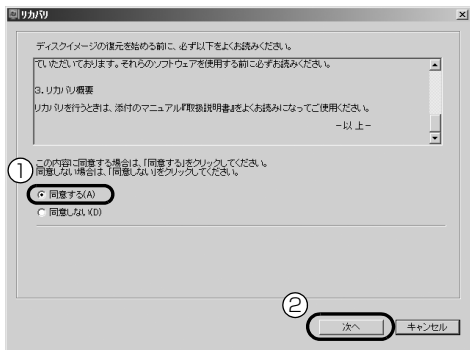 リカバリ
ディスクイメージの復元を始める前に、必ず以下をよくお読みください。
ていただいております。それらのソフトウェアを使用する前に必ずお読みください。
3. リカバリ概要
リカバリを行うときは、添付のマニュアル『取扱説明書』をよくお読みになってご使用ください。
－以 上－
①
この内容に同意する場合は、「同意する」をクリックしてください。
同意しない場合は、「同意しない」をクリックしてください。
同意する(A)
同意しない(D)
②
次へ
キャンセル